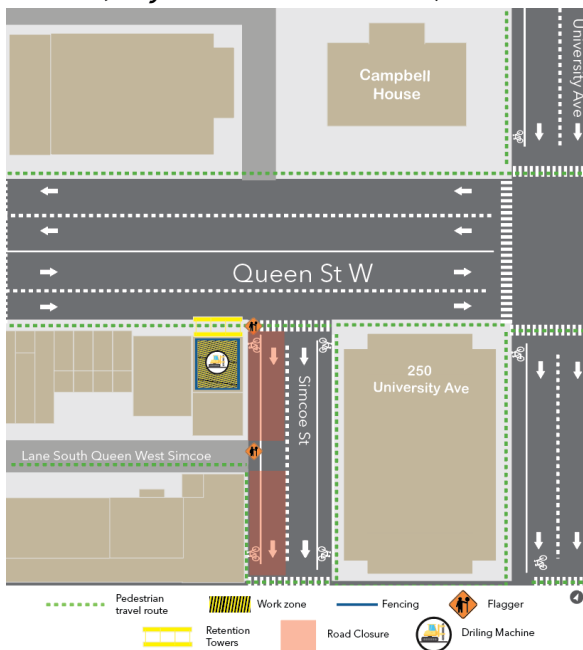 Campbell
House
University Ave
Queen St W
250
University Ave
Simcoe St
Lane South Queen West Simcoe
Pedestrian
travel route
Work zone
Fencing
Flagger
Retention
Towers
Road Closure
Driling Machine